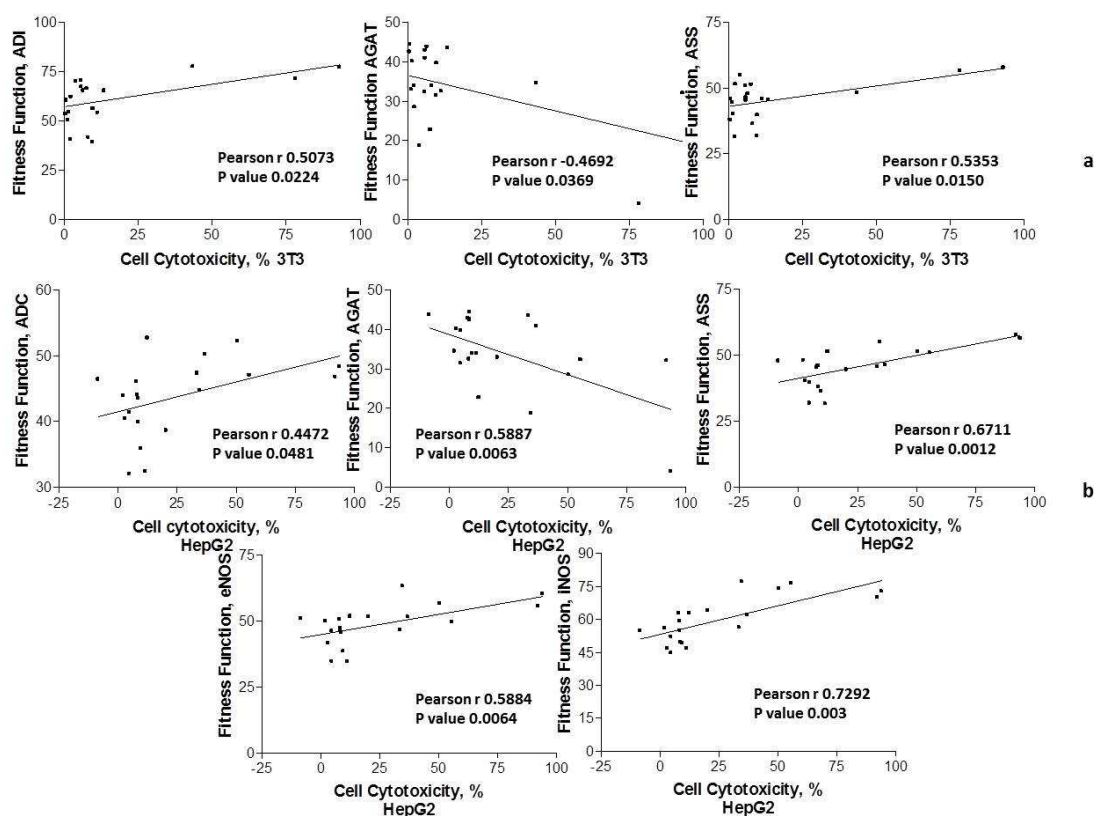 Fitness Function, ADI
100
75
50
25
0
0 25 50 75 100
Cell Cytotoxicity, % 3T3
Pearson r 0.5073
P value 0.0224
Fitness Function AGAT
50
40
30
20
10
0
0 25 50 75 100
Cell Cytotoxicity, % 3T3
Pearson r -0.4692
P value 0.0369
Fitness Function, ASS
75
50
25
0
0 25 50 75 100
Cell Cytotoxicity, % 3T3
Pearson r 0.5353
P value 0.0150
a
Fitness Function, ADC
60
50
40
30
-25 0 25 50 75 100
Cell cytotoxicity, %
HepG2
Pearson r 0.4472
P value 0.0481
Fitness Function, AGAT
50
40
30
20
10
0
-25 0 25 50 75 100
Cell Cytotoxicity, %
HepG2
Pearson r 0.5887
P value 0.0063
Fitness Function, ASS
75
50
25
0
-25 0 25 50 75 100
Cell Cytotoxicity, %
HepG2
Pearson r 0.6711
P value 0.0012
b
Fitness Function, eNOS
75
50
25
0
-25 0 25 50 75 100
Cell Cytotoxicity, %
HepG2
Pearson r 0.5884
P value 0.0064
Fitness Function, iNOS
90
75
60
45
30
15
0
-25 0 25 50 75 100
Cell Cytotoxicity, %
HepG2
Pearson r 0.7292
P value 0.003